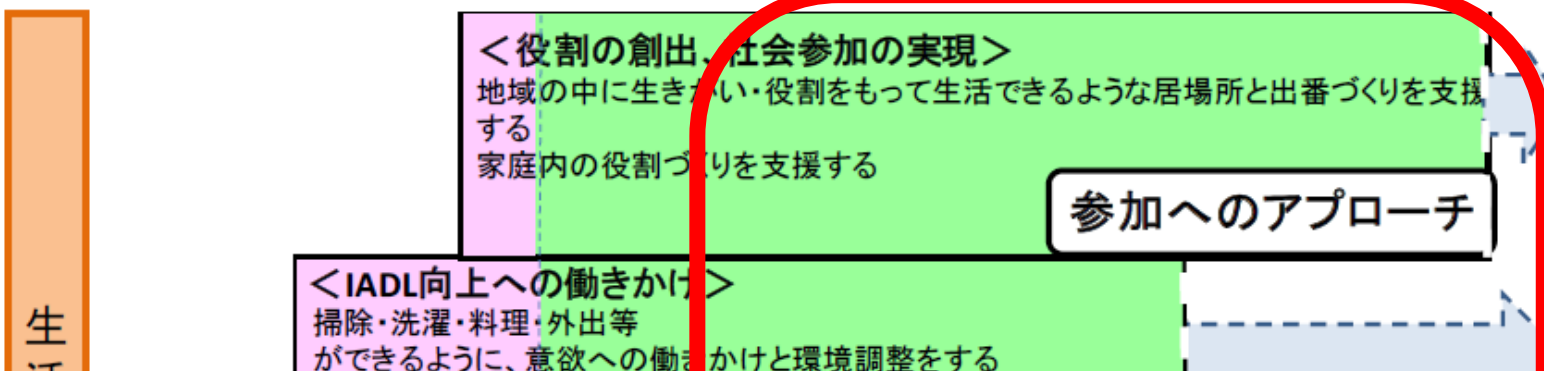 ＜役割の創出、社会参加の実現＞
地域の中に生きがい・役割をもって生活できるような居場所と出番づくりを支援
する
家庭内の役割づくりを支援する
参加へのアプローチ
＜IADL向上への働きかけ＞
掃除・洗濯・料理・外出等
ができるように、意欲への働きかけと環境調整をする
生
活